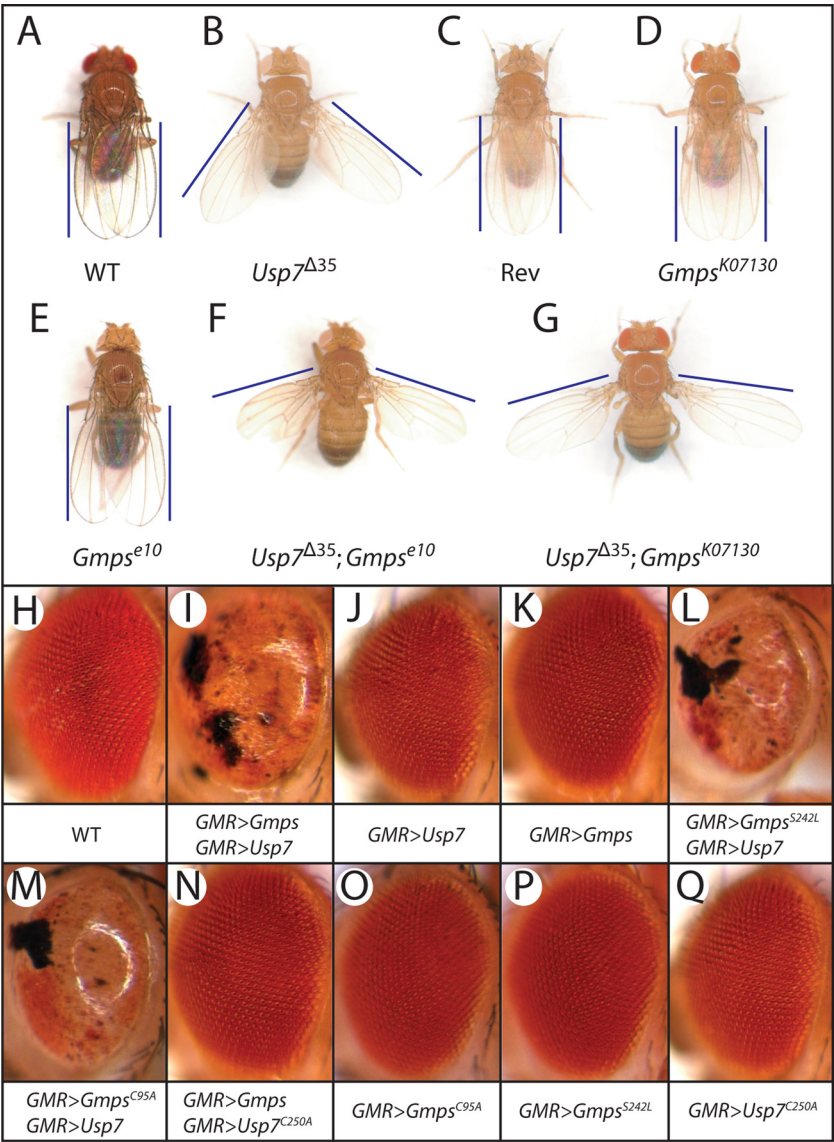 A
B
C
D
WT
Usp7Δ35
Rev
GmpsK07130
E
F
G
Gmpse10
Usp7Δ35; Gmpse10
Usp7Δ35; GmpsK07130
H
I
J
K
L
WT
GMR>Gmps
GMR>Usp7
GMR>Usp7
GMR>Gmps
GMR>GmpsS242L
GMR>Usp7
M
N
O
P
Q
GMR>GmpsC95A
GMR>Usp7
GMR>Gmps
GMR>Usp7C250A
GMR>GmpsC95A
GMR>GmpsS242L
GMR>Usp7C250A